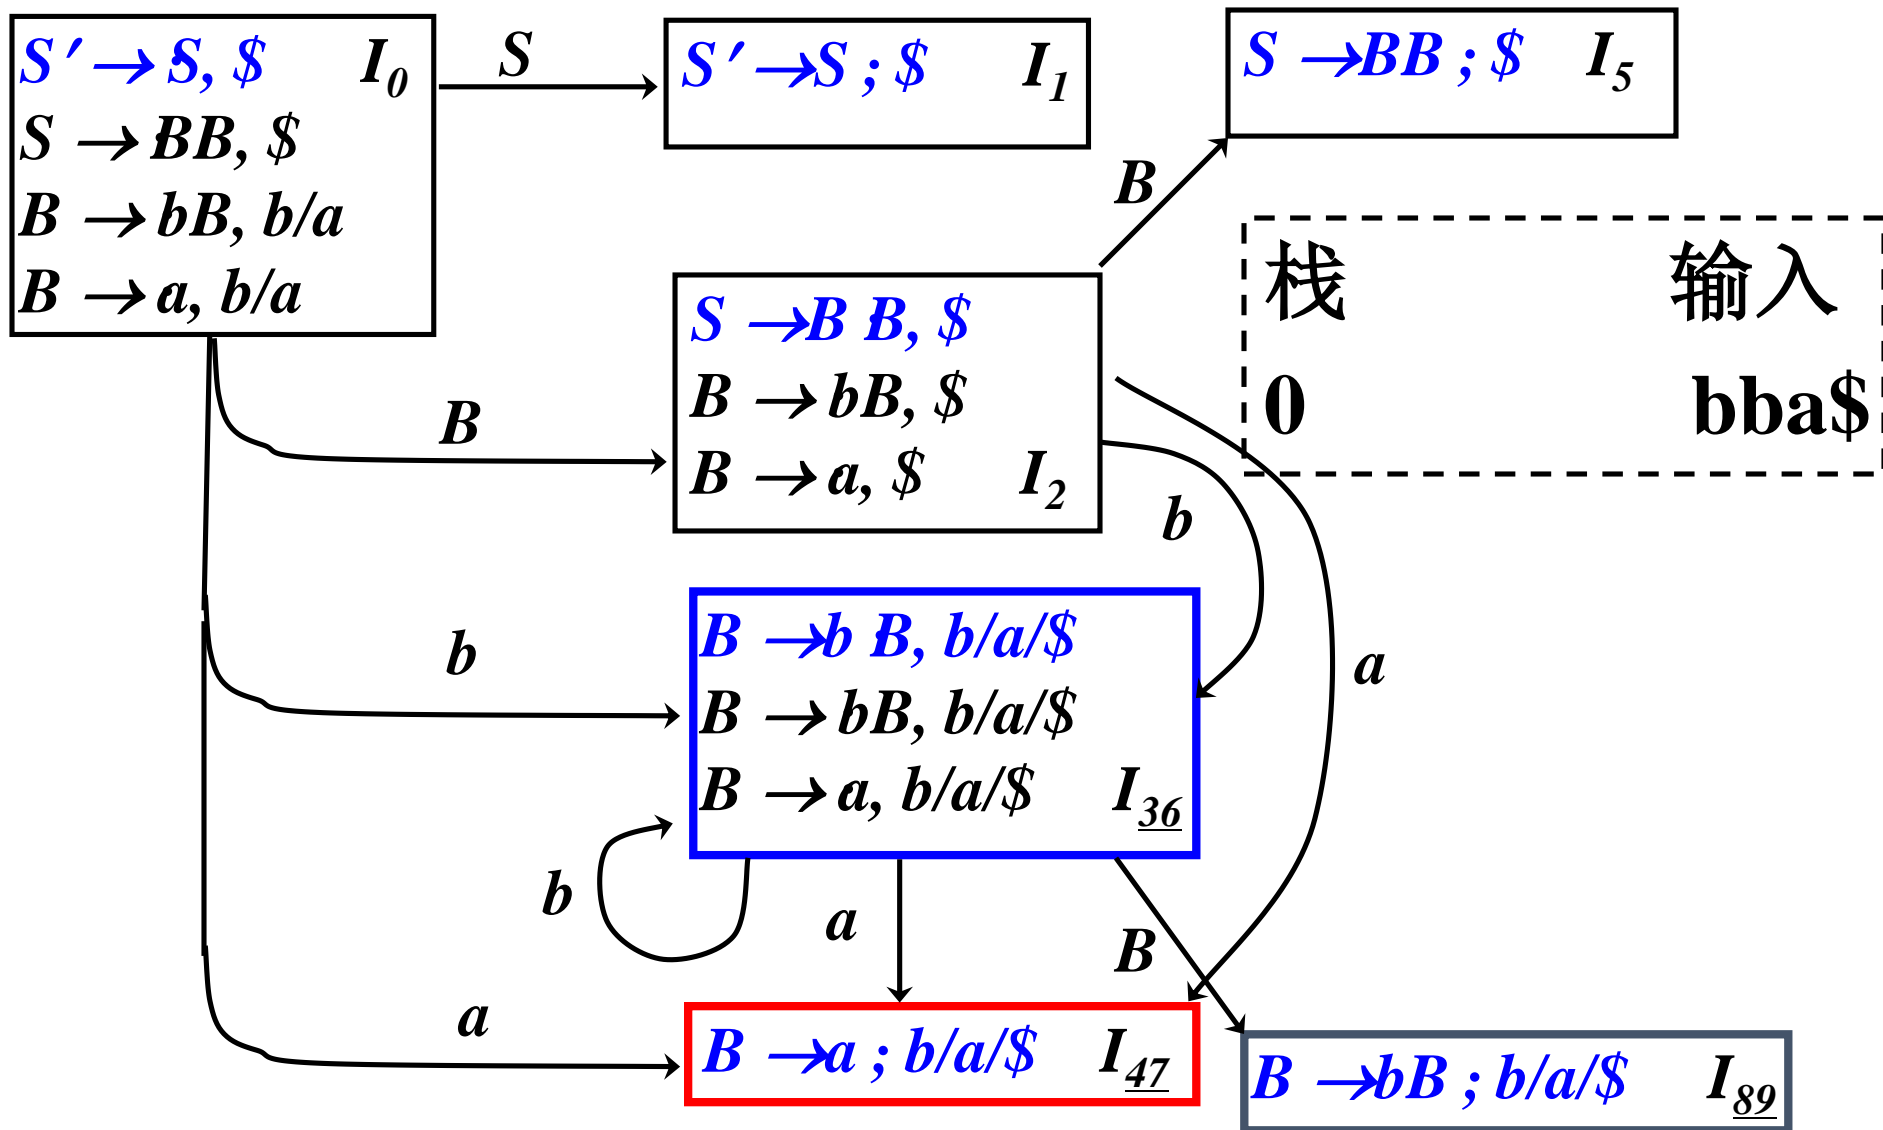 S′ → ·S, $ I0
S → ·BB, $
B → ·bB, b/a
B → ·a, b/a
S
S′ → S·, $ I1
S → BB·, $ I5
B
栈 输入
0 bba$
B
S → B·B, $
B → ·bB, $
B → ·a, $ I2
b
a
b
B → b·B, b/a/$
B → ·bB, b/a/$
B → ·a, b/a/$ I36
b
a
B
a
B → a·, b/a/$ I47
B → bB·, b/a/$ I89